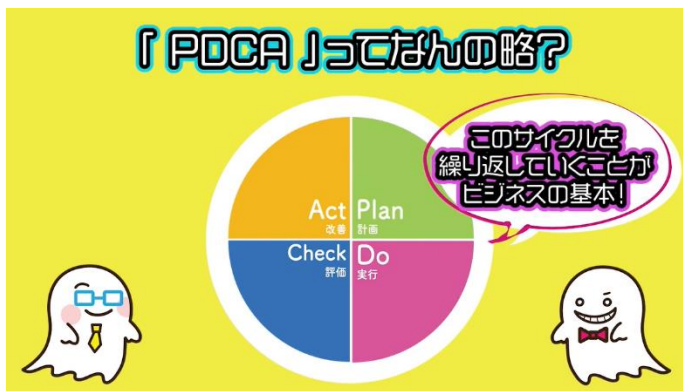 「PDCA」ってなんの略?
このサイクルを
繰り返していくことが
ビジネスの基本!
Act
改善
Plan
計画
Check
評価
Do
実行